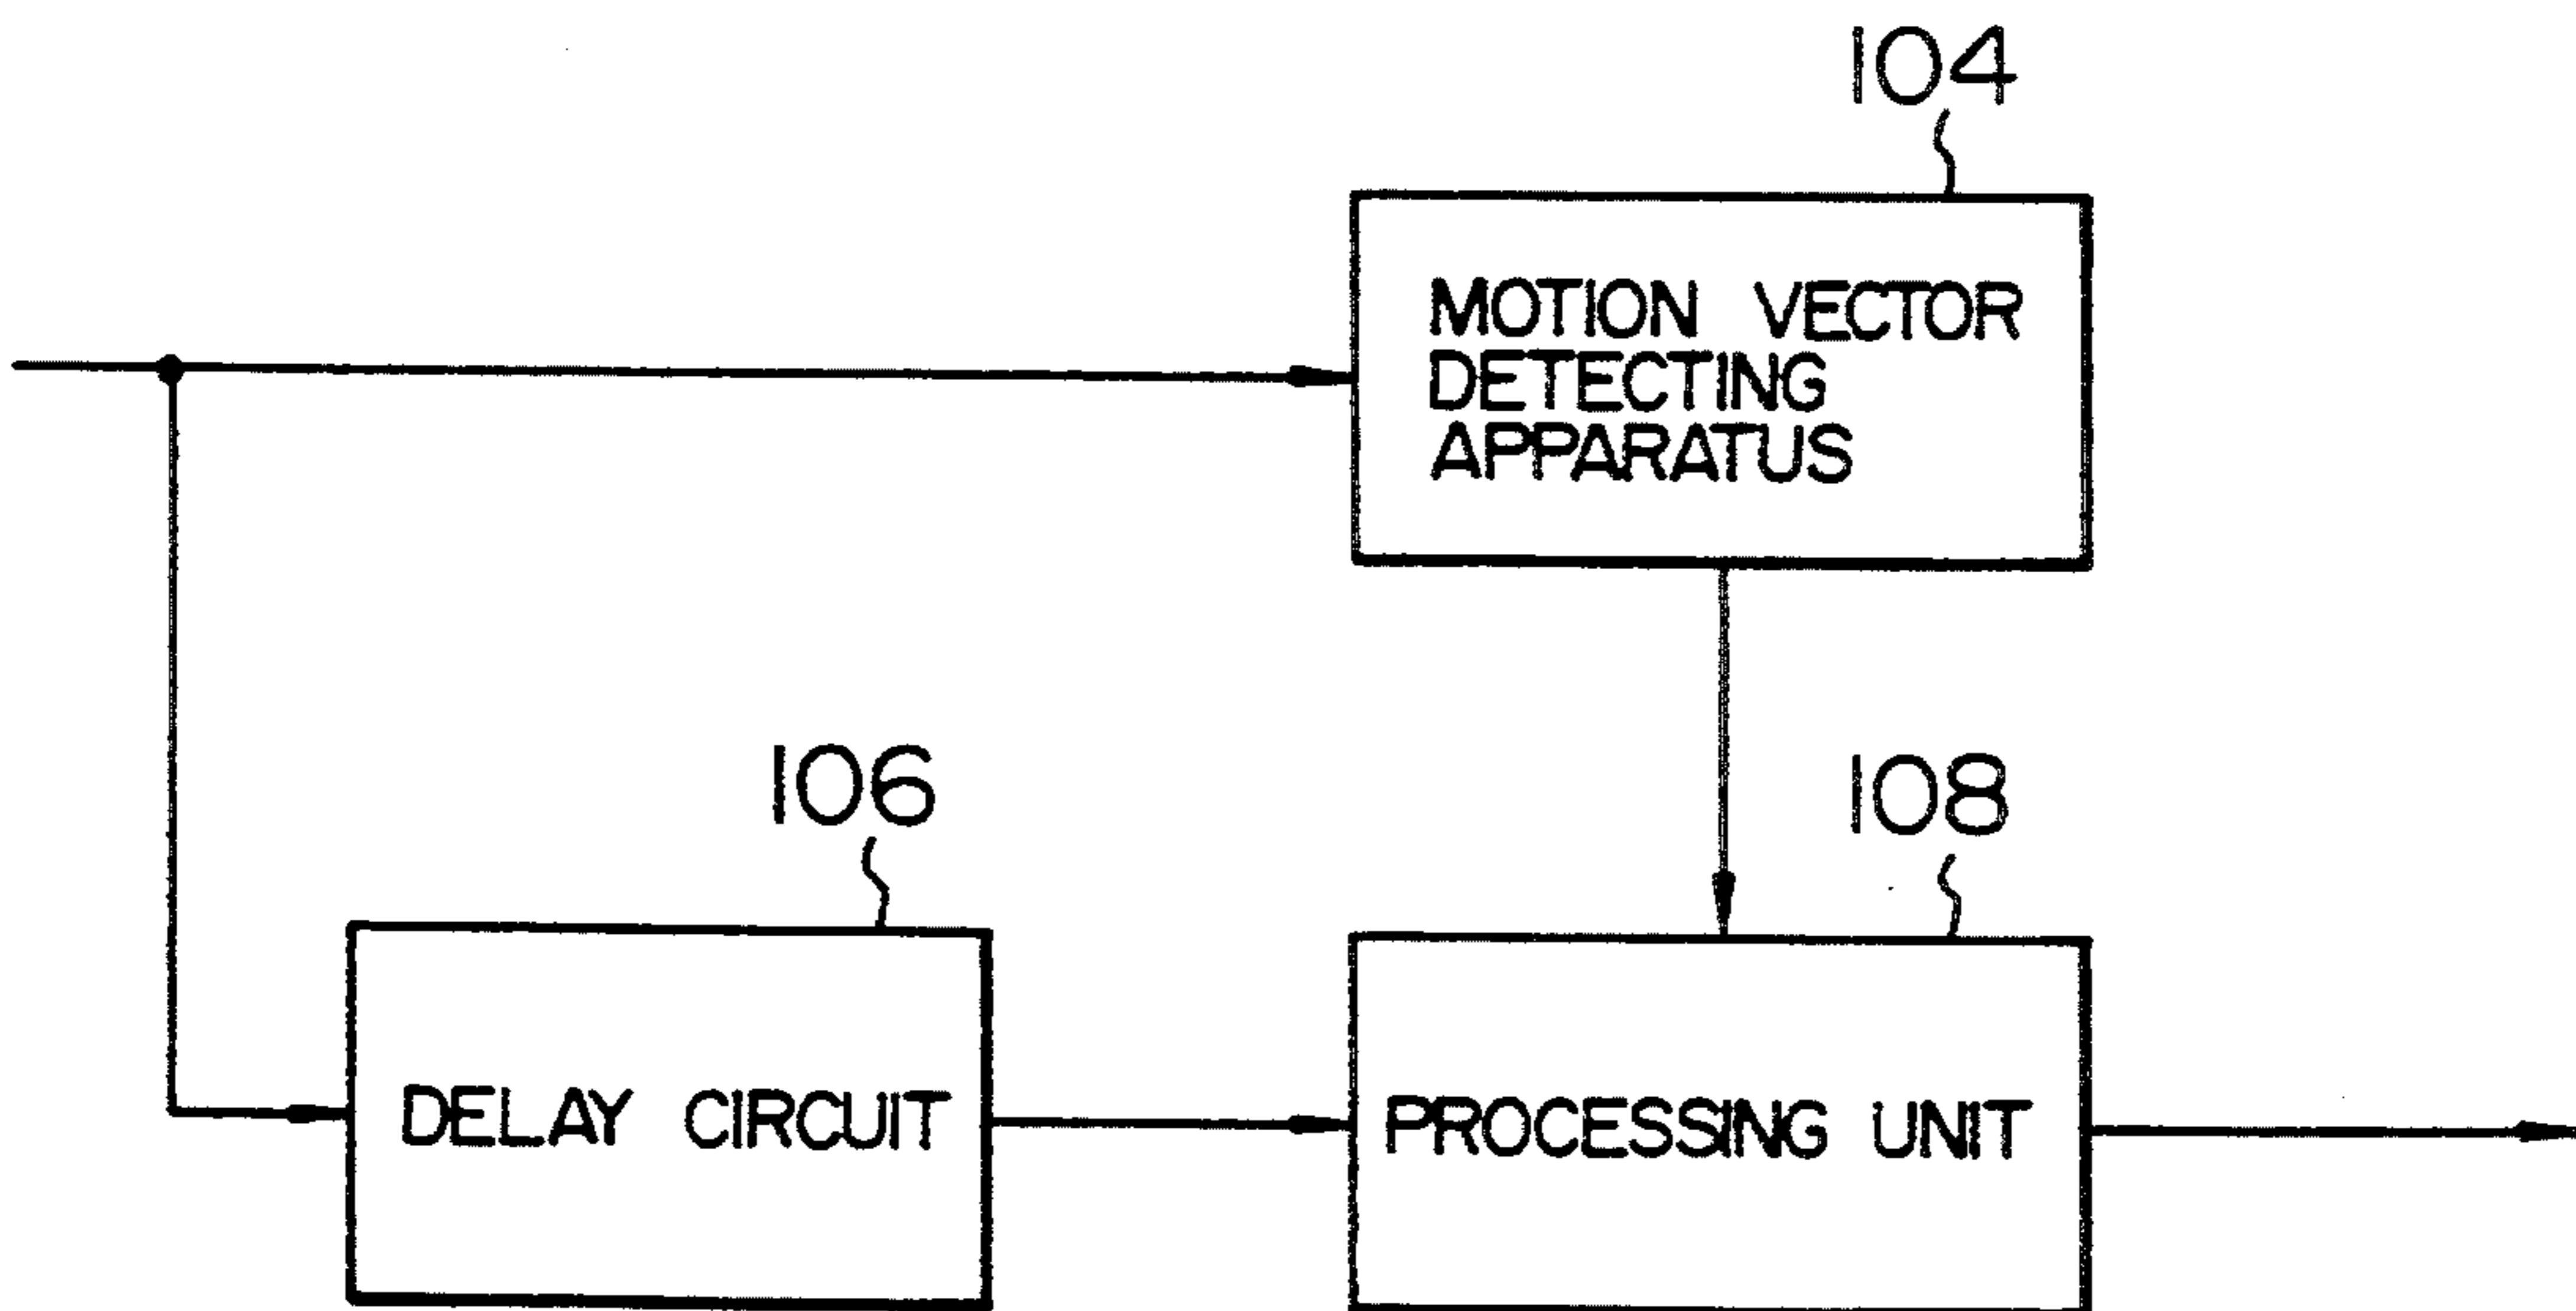 104
MOTION VECTOR
DETECTING
APPARATUS
106
108
DELAY CIRCUIT
PROCESSING UNIT